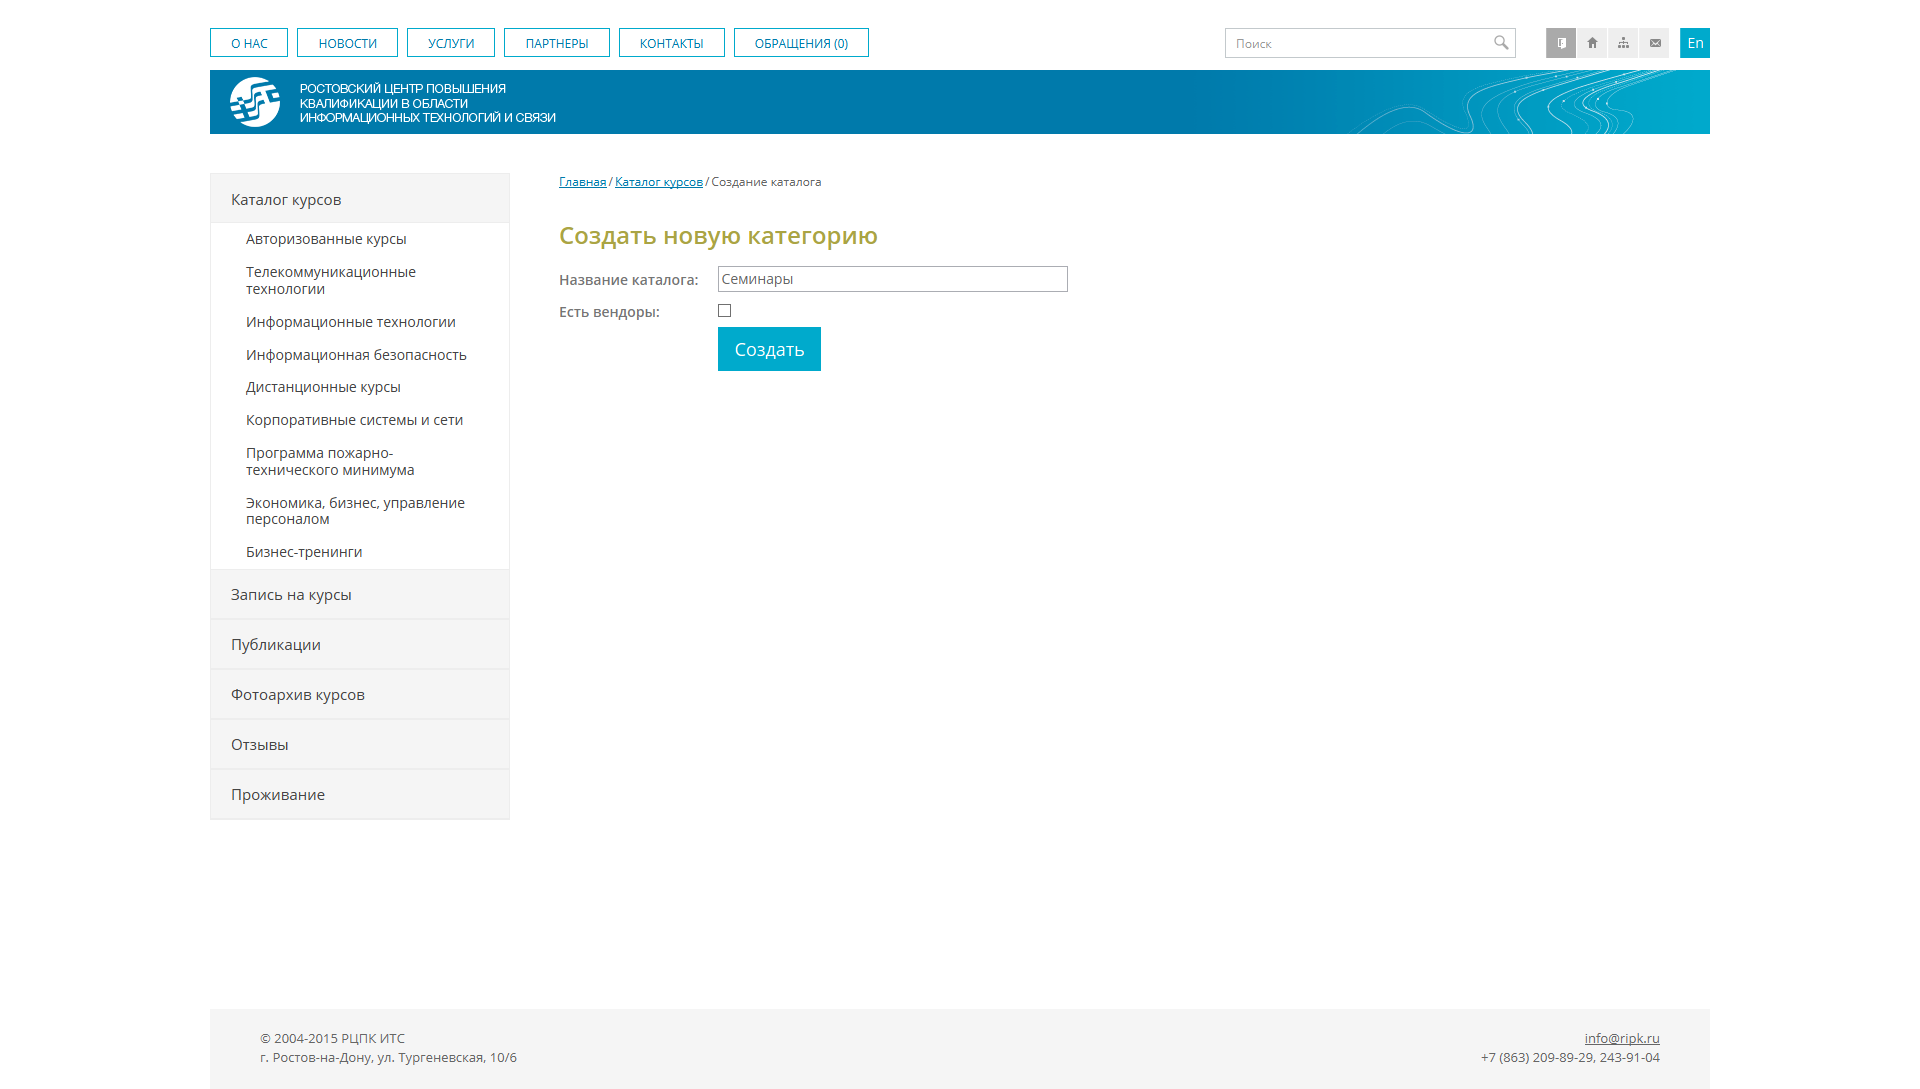 О НАС
НОВОСТИ
УСЛУГИ
ПАРТНЕРЫ
КОНТАКТЫ
ОБРАЩЕНИЯ (0)
Поиск
En
РОСТОВСКИЙ ЦЕНТР ПОВЫШЕНИЯ
КВАЛИФИКАЦИИ В ОБЛАСТИ
ИНФОРМАЦИОННЫХ ТЕХНОЛОГИЙ И СВЯЗИ
Каталог курсов
Авторизованные курсы
Телекоммуникационные
технологии
Информационные технологии
Информационная безопасность
Дистанционные курсы
Корпоративные системы и сети
Программа пожарно-
технического минимума
Экономика, бизнес, управление
персоналом
Бизнес-тренинги
Запись на курсы
Публикации
Фотоархив курсов
Отзывы
Проживание
Главная / Каталог курсов / Создание каталога
Создать новую категорию
Название каталога: Семинары
Есть вендоры:
Создать
© 2004-2015 РЦПК ИТС
г. Ростов-на-Дону, ул. Тургеневская, 10/6
info@ripk.ru
+7 (863) 209-89-29, 243-91-04